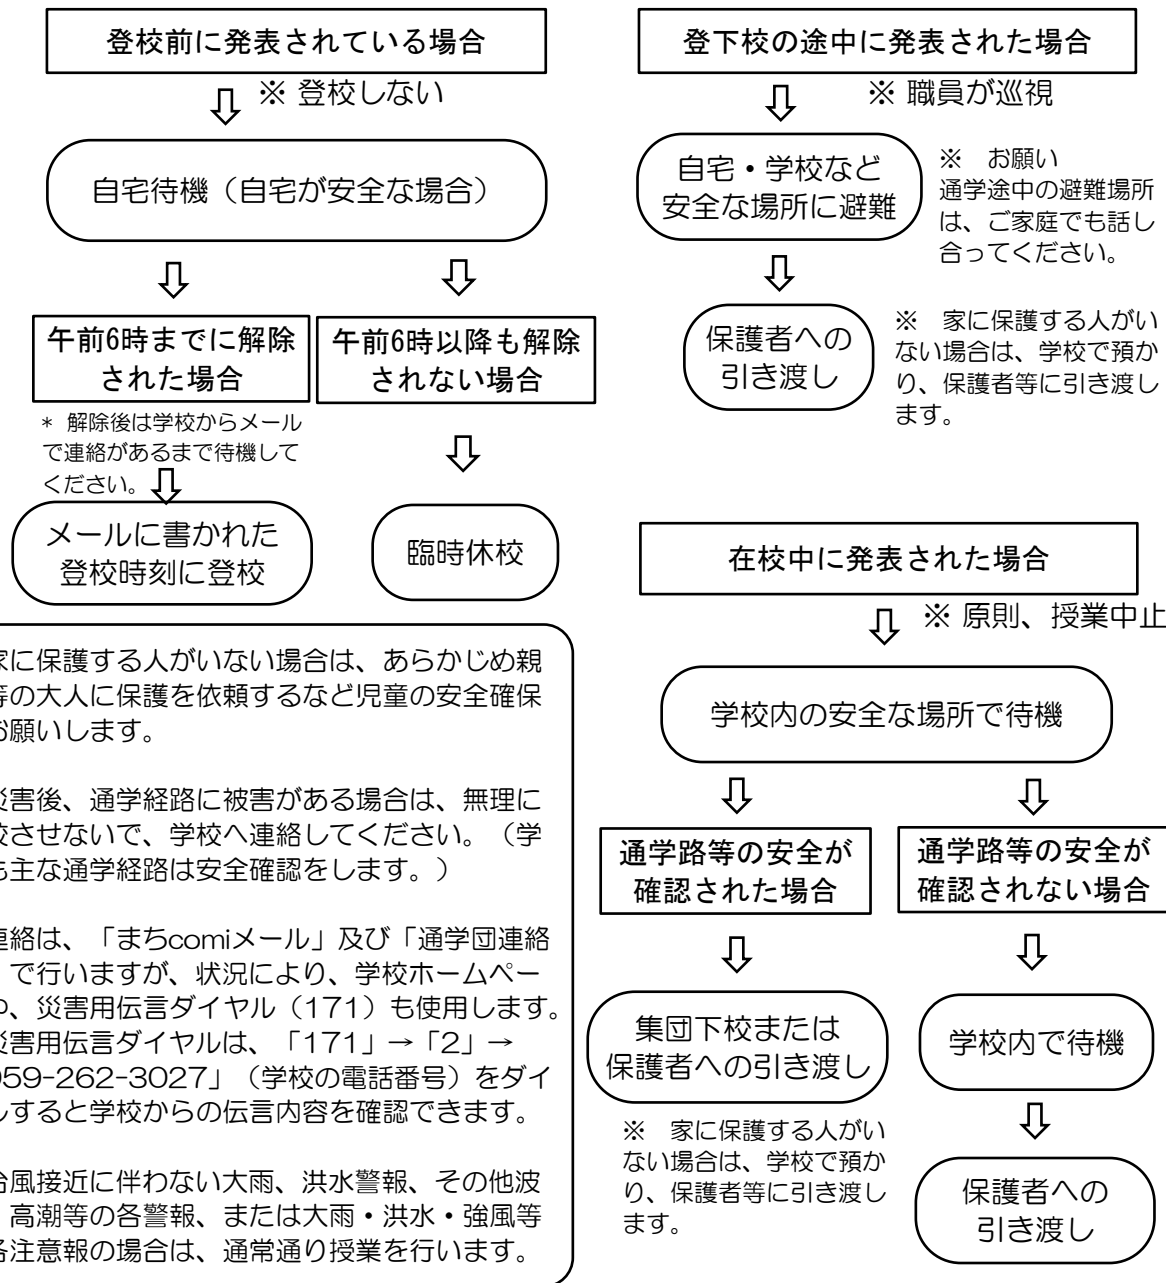 登校前に発表されている場合
※ 登校しない
自宅待機（自宅が安全な場合）
午前6時までに解除
された場合
* 解除後は学校からメール
で連絡があるまで待機して
ください。
メールに書かれた
登校時刻に登校
午前6時以降も解除
されない場合
臨時休校
家に保護する人がいない場合は、あらかじめ親
等の大人に保護を依頼するなど児童の安全確保
お願いします。
災害後、通学経路に被害がある場合は、無理に
校させないで、学校へ連絡してください。（学
も主な通学経路は安全確認をします。）
連絡は、「まちcomiメール」及び「通学団連絡
」で行いますが、状況により、学校ホームペー
や、災害用伝言ダイヤル（171）も使用します。
災害用伝言ダイヤルは、「171」→「2」→
059-262-3027」（学校の電話番号）をダイ
ルすると学校からの伝言内容を確認できます。
台風接近に伴わない大雨、洪水警報、その他波
、高潮等の各警報、または大雨・洪水・強風等
各注意報の場合は、通常通り授業を行います。
登下校の途中に発表された場合
※ 職員が巡視
自宅・学校など
安全な場所に避難
※ お願い
通学途中の避難場所
は、ご家庭でも話し
合ってください。
保護者への
引き渡し
※ 家に保護する人がい
ない場合は、学校で預か
り、保護者等に引き渡し
ます。
在校中に発表された場合
※ 原則、授業中止
学校内の安全な場所で待機
通学路等の安全が
確認された場合
集団下校または
保護者への引き渡し
※ 家に保護する人がい
ない場合は、学校で預か
り、保護者等に引き渡し
ます。
通学路等の安全が
確認されない場合
学校内で待機
保護者への
引き渡し